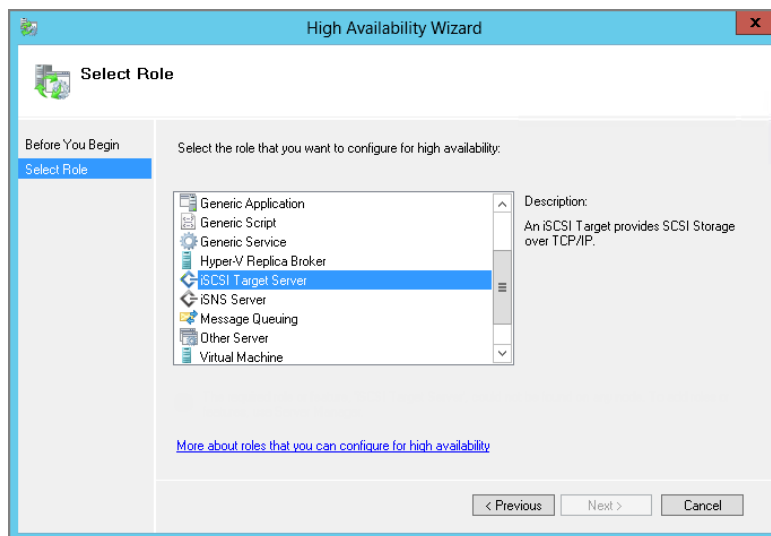 High Availability Wizard
x
Select Role
Before You Begin
Select Role
Select the role that you want to configure for high availability:
Generic Application
Generic Script
Generic Service
Hyper-V Replica Broker
iSCSI Target Server
iSNS Server
Message Queuing
Other Server
Virtual Machine
Description:
An iSCSI Target provides SCSI Storage
over TCP/IP.
More about roles that you can configure for high availability
< Previous
Next >
Cancel